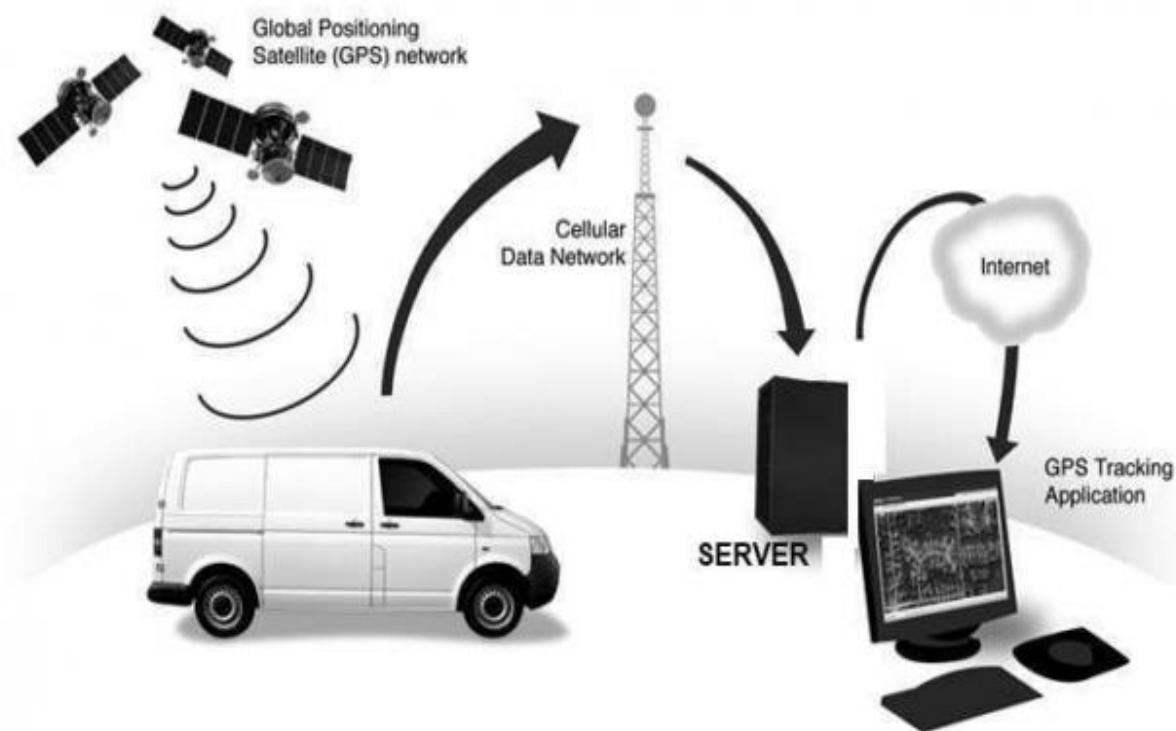 Global Positioning
Satellite (GPS) network
Cellular
Data Network
Internet
GPS Tracking
Application
SERVER